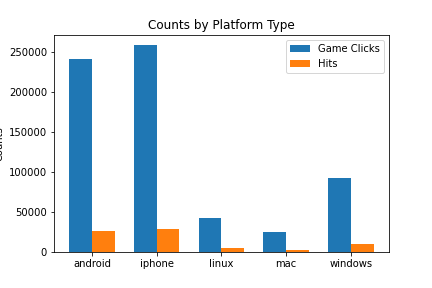 Counts by Platform Type
Game Clicks
Hits
250000
200000
150000
100000
50000
0
android iphone linux mac windows